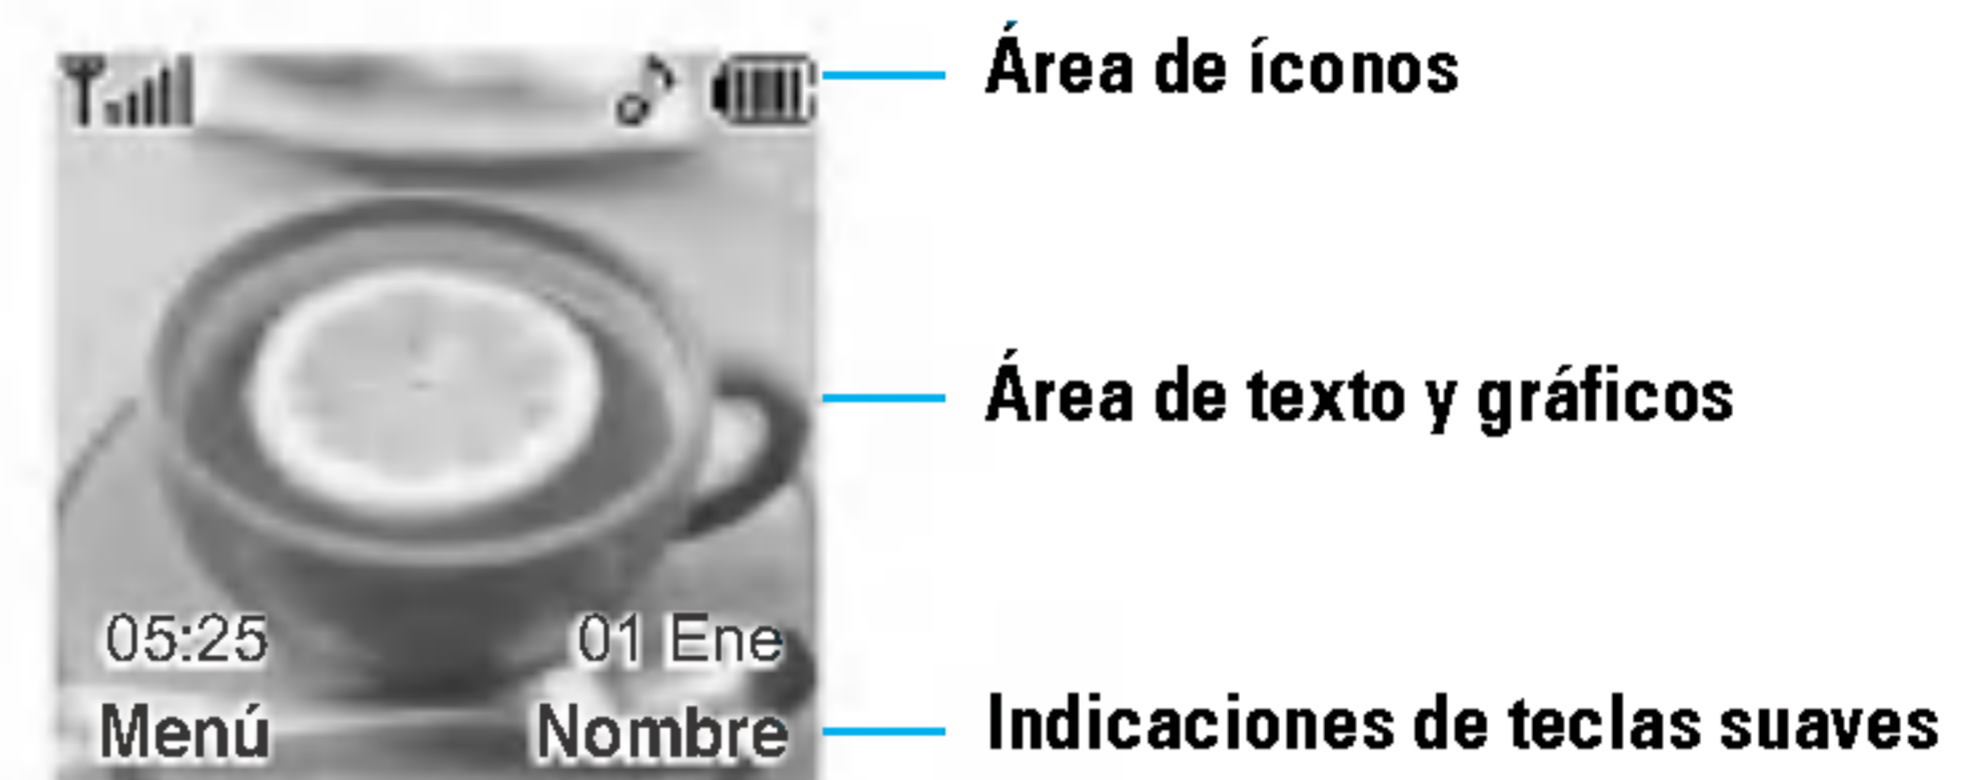 Área de íconos
Área de texto y gráficos
05:25 01 Ene
Menú Nombre
Indicaciones de teclas suaves